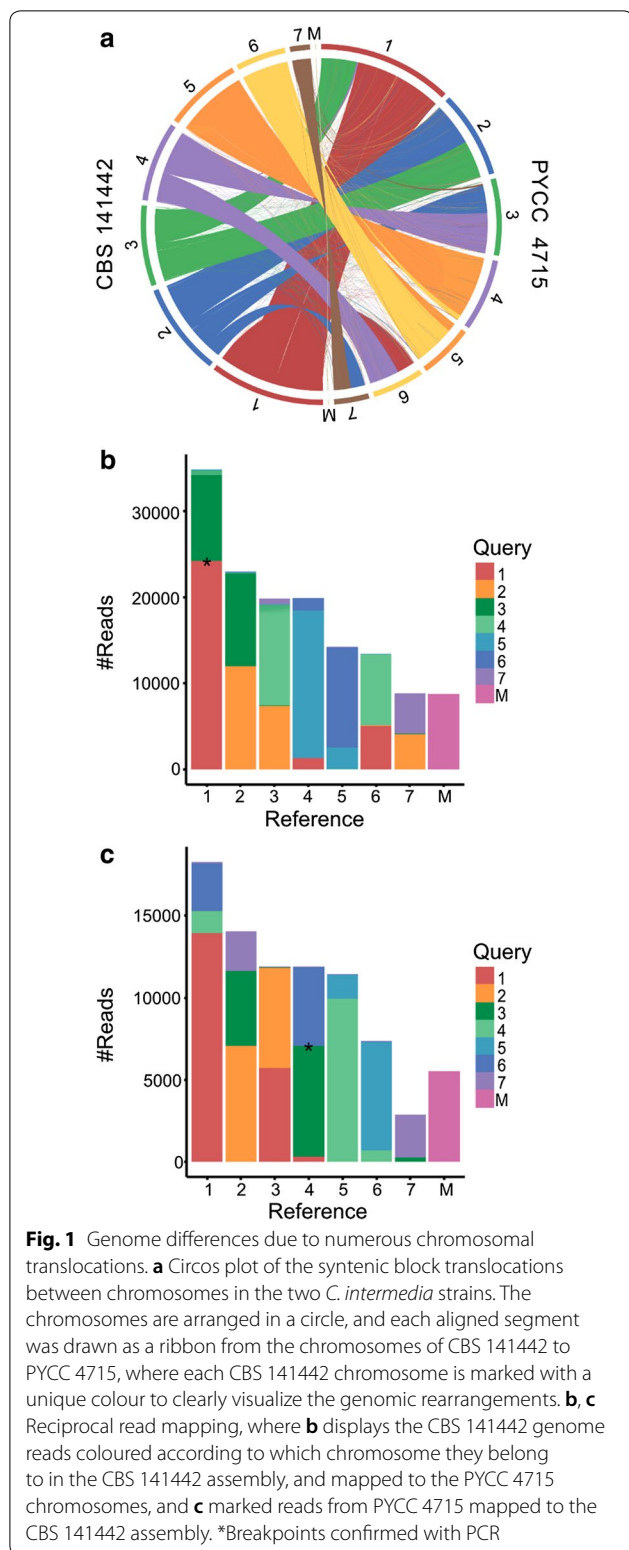 a
7 M
6
1
5
2
4
3
CBS 141442
PYCC 4715
3
4
2
5
1
6
M
7
b
30000
20000
10000
0
#Reads
*
1 2 3 4 5 6 7 M
Reference
Query
1
2
3
4
5
6
7
M
c
15000
10000
5000
0
#Reads
*
1 2 3 4 5 6 7 M
Reference
Query
1
2
3
4
5
6
7
M
Fig. 1 Genome differences due to numerous chromosomal
translocations. a Circos plot of the syntenic block translocations
between chromosomes in the two C. intermedia strains. The
chromosomes are arranged in a circle, and each aligned segment
was drawn as a ribbon from the chromosomes of CBS 141442 to
PYCC 4715, where each CBS 141442 chromosome is marked with a
unique colour to clearly visualize the genomic rearrangements. b, c
Reciprocal read mapping, where b displays the CBS 141442 genome
reads coloured according to which chromosome they belong
to in the CBS 141442 assembly, and mapped to the PYCC 4715
chromosomes, and c marked reads from PYCC 4715 mapped to the
CBS 141442 assembly. *Breakpoints confirmed with PCR